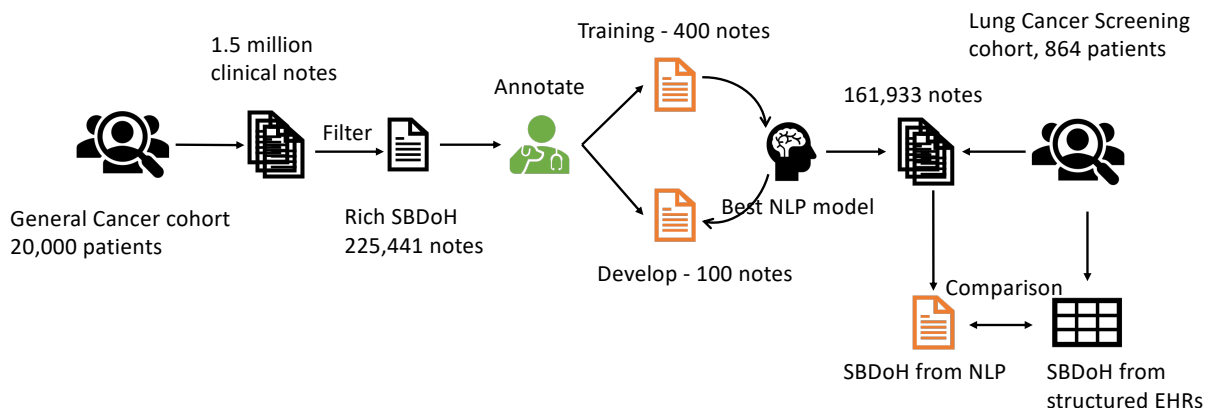 1.5 million
clinical notes
Filter
General Cancer cohort
20,000 patients
Rich SBDoH
225,441 notes
Annotate
Training - 400 notes
Develop - 100 notes
Best NLP model
161,933 notes
Lung Cancer Screening
cohort, 864 patients
Comparison
SBDoH from NLP
SBDoH from
structured EHRs